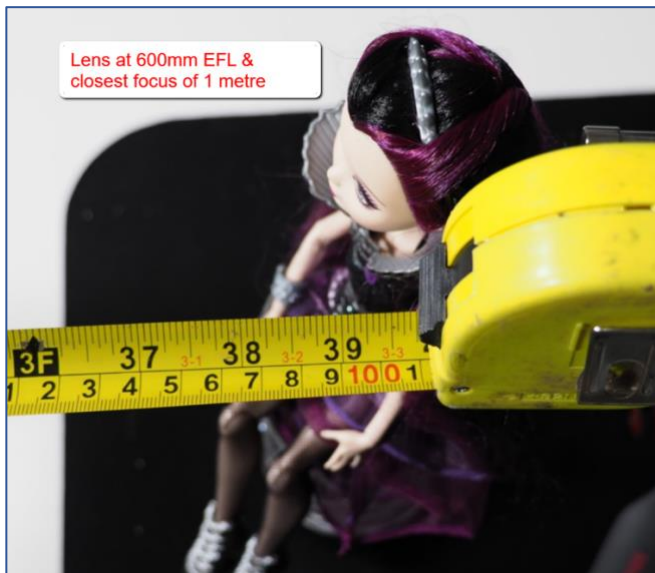 Lens at 600mm EFL &
closest focus of 1 metre
3F 37 3-1 38 3-2 39 3-3
1 2 3 4 5 6 7 8 9 100 1